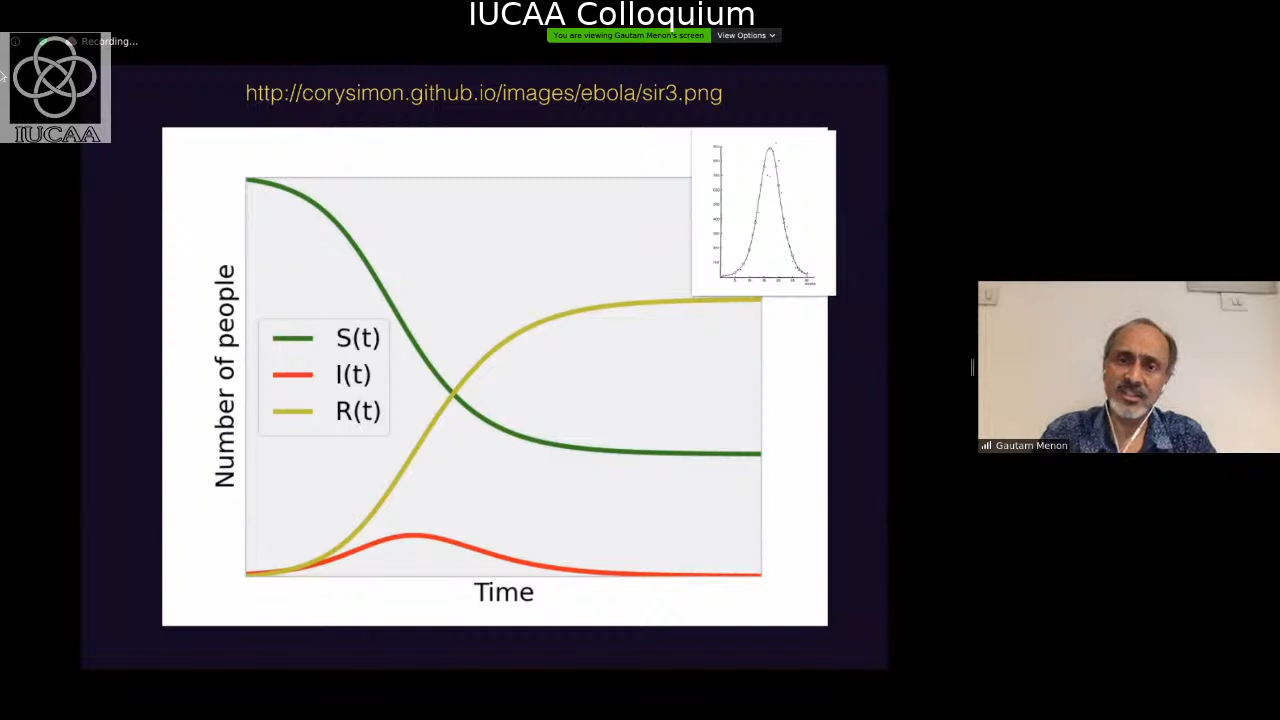 IUCAA Colloquium
You are viewing Gautam Menon's screen
View Options
Recording...
IUCAA
http://corysimon.github.io/images/ebola/sir3.png
Number of people
S(t)
I(t)
R(t)
Time
Gautam Menon